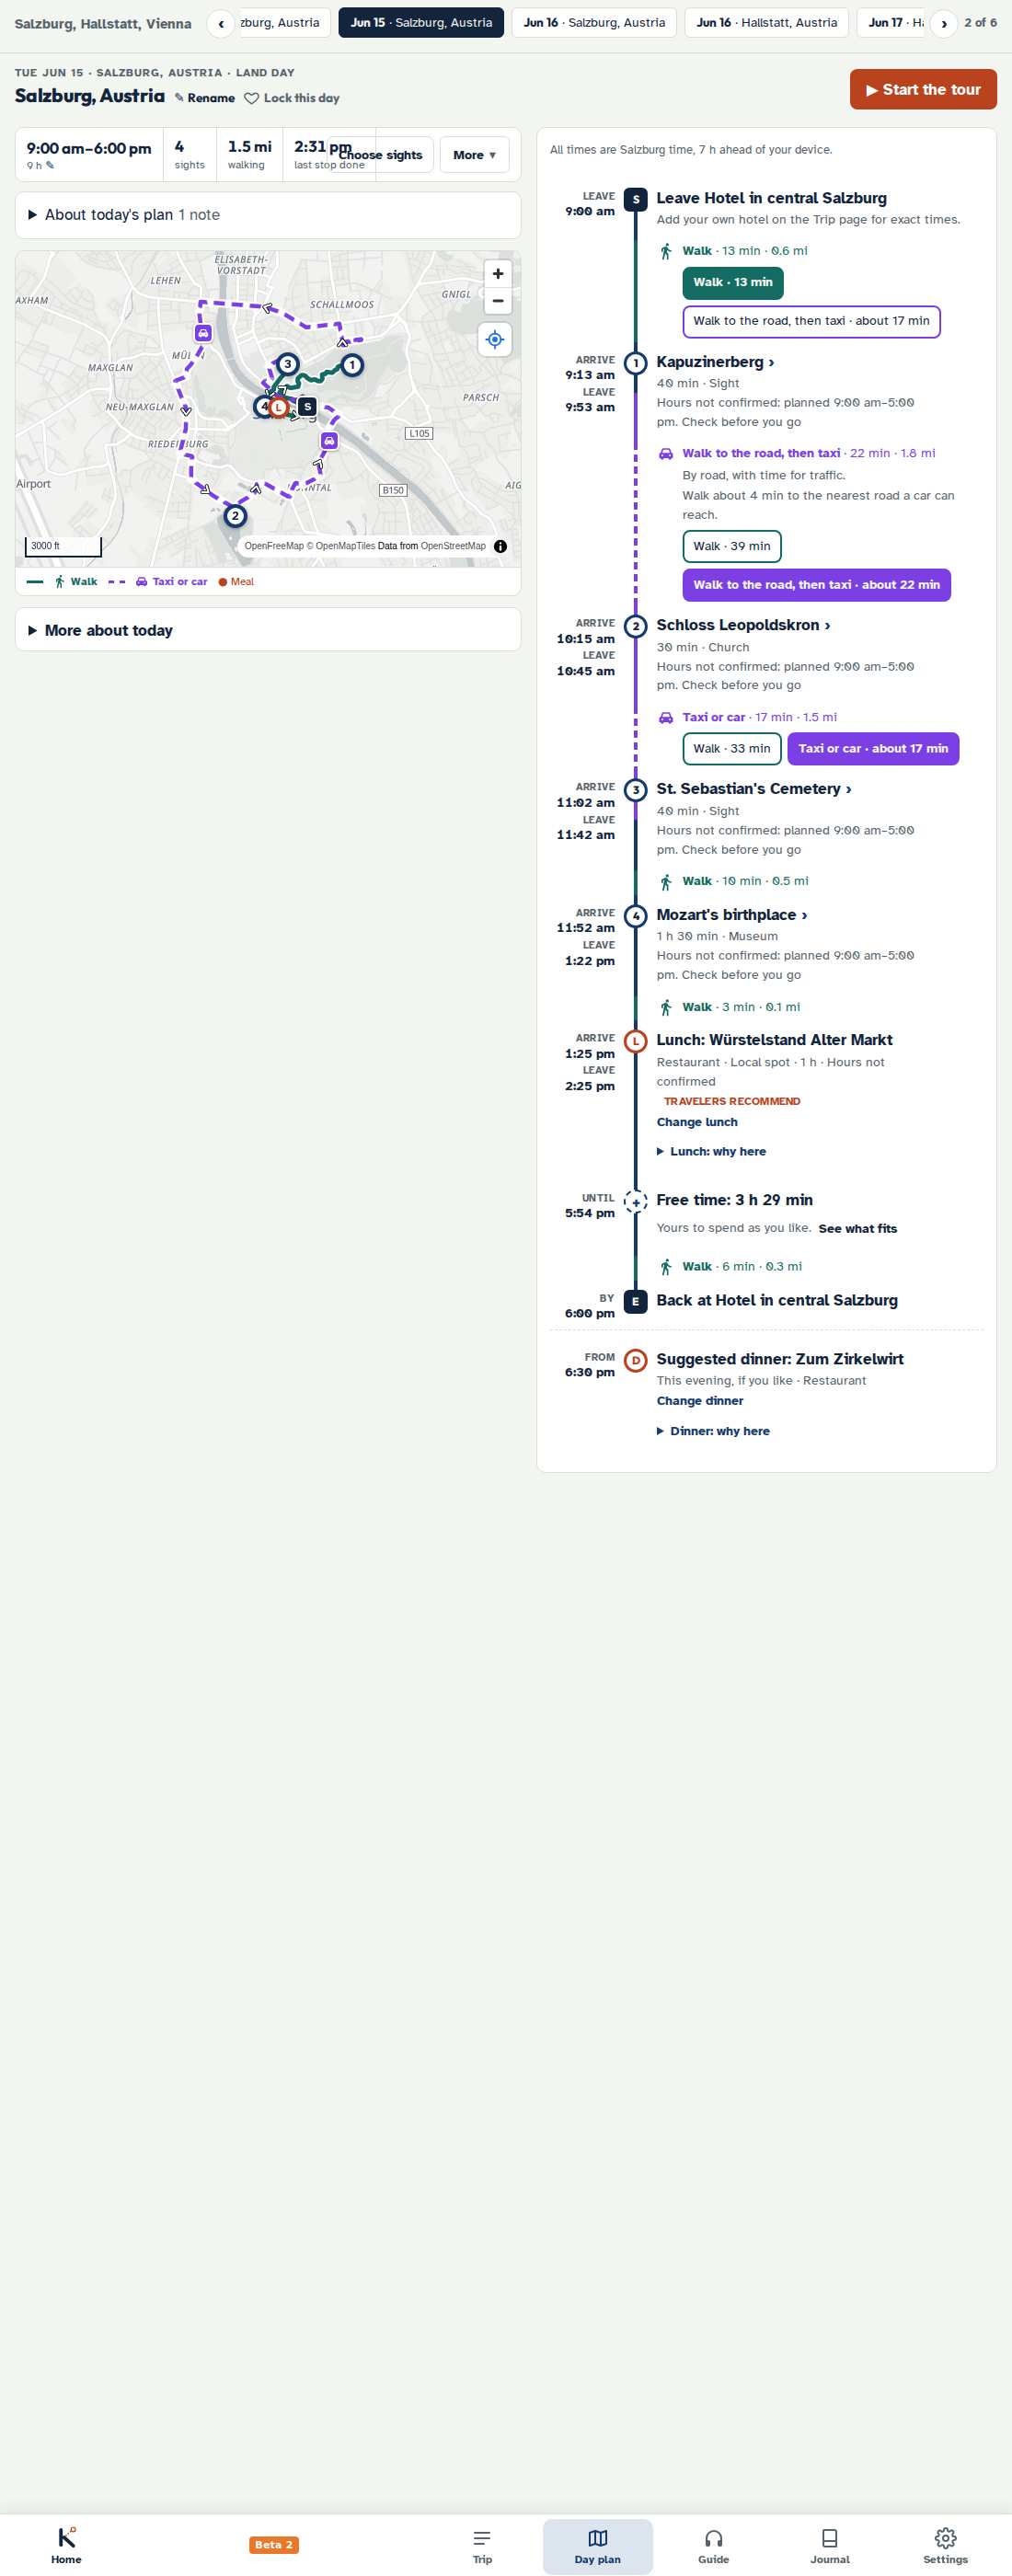 Salzburg, Hallstatt, Vienna
‹
zburg, Austria
Jun 15 · Salzburg, Austria
Jun 16 · Salzburg, Austria
Jun 16 · Hallstatt, Austria
Jun 17 · Ha
›
2 of 6
TUE JUN 15 · SALZBURG, AUSTRIA · LAND DAY
Salzburg, Austria
✎ Rename
Lock this day
▶ Start the tour
9:00 am–6:00 pm
9 h ✎
4
sights
1.5 mi
walking
2:31 pm
last stop done
Choose sights
More ▼
▶ About today's plan 1 note
ELISABETH-
VORSTADT
LEHEN
GNIGL
AXHAM
SCHALLMOOS
MAXGLAN
NEU-MAXGLAN
PARSCH
L105
RIEDENBURG
Airport
B150
AIG
3
1
4
L
S
2
+
−
3000 ft
OpenFreeMap © OpenMapTiles Data from OpenStreetMap
Walk
Taxi or car
Meal
▶ More about today
All times are Salzburg time, 7 h ahead of your device.
LEAVE
9:00 am
S
Leave Hotel in central Salzburg
Add your own hotel on the Trip page for exact times.
Walk · 13 min · 0.6 mi
Walk · 13 min
Walk to the road, then taxi · about 17 min
ARRIVE
9:13 am
LEAVE
9:53 am
1
Kapuzinerberg ›
40 min · Sight
Hours not confirmed: planned 9:00 am–5:00
pm. Check before you go
Walk to the road, then taxi · 22 min · 1.8 mi
By road, with time for traffic.
Walk about 4 min to the nearest road a car can
reach.
Walk · 39 min
Walk to the road, then taxi · about 22 min
ARRIVE
10:15 am
LEAVE
10:45 am
2
Schloss Leopoldskron ›
30 min · Church
Hours not confirmed: planned 9:00 am–5:00
pm. Check before you go
Taxi or car · 17 min · 1.5 mi
Walk · 33 min
Taxi or car · about 17 min
ARRIVE
11:02 am
LEAVE
11:42 am
3
St. Sebastian's Cemetery ›
40 min · Sight
Hours not confirmed: planned 9:00 am–5:00
pm. Check before you go
Walk · 10 min · 0.5 mi
ARRIVE
11:52 am
LEAVE
1:22 pm
4
Mozart's birthplace ›
1 h 30 min · Museum
Hours not confirmed: planned 9:00 am–5:00
pm. Check before you go
Walk · 3 min · 0.1 mi
ARRIVE
1:25 pm
LEAVE
2:25 pm
L
Lunch: Würstelstand Alter Markt
Restaurant · Local spot · 1 h · Hours not
confirmed
TRAVELERS RECOMMEND
Change lunch
▶ Lunch: why here
UNTIL
5:54 pm
+
Free time: 3 h 29 min
Yours to spend as you like. See what fits
Walk · 6 min · 0.3 mi
BY
6:00 pm
E
Back at Hotel in central Salzburg
FROM
6:30 pm
D
Suggested dinner: Zum Zirkelwirt
This evening, if you like · Restaurant
Change dinner
▶ Dinner: why here
Home
Beta 2
Trip
Day plan
Guide
Journal
Settings